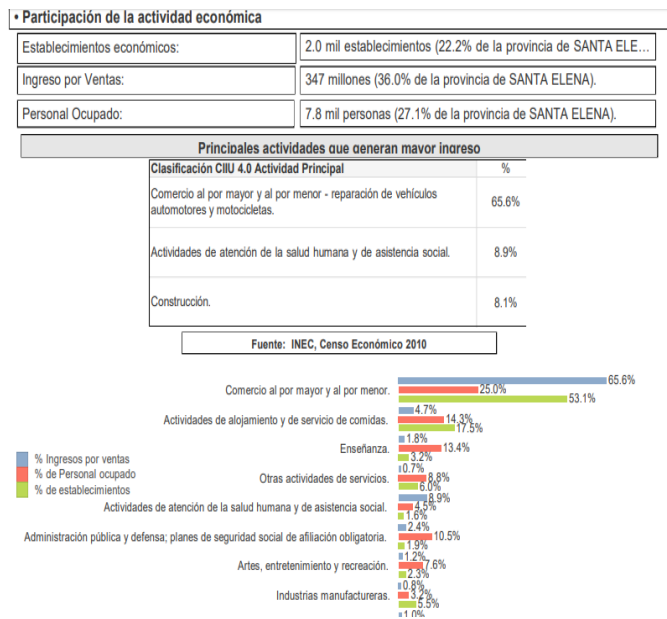 • Participación de la actividad económica
Establecimientos económicos: 2.0 mil establecimientos (22.2% de la provincia de SANTA ELE...
Ingreso por Ventas: 347 millones (36.0% de la provincia de SANTA ELENA).
Personal Ocupado: 7.8 mil personas (27.1% de la provincia de SANTA ELENA).
Principales actividades que generan mayor ingreso
Clasificación CIIU 4.0 Actividad Principal %
Comercio al por mayor y al por menor - reparación de vehículos
automotores y motocicletas. 65.6%
Actividades de atención de la salud humana y de asistencia social. 8.9%
Construcción. 8.1%
Fuente: INEC, Censo Económico 2010
% Ingresos por ventas
% de Personal ocupado
% de establecimientos
Comercio al por mayor y al por menor.
65.6%
25.0%
53.1%
Actividades de alojamiento y de servicio de comidas.
4.7%
14.3%
17.5%
Enseñanza.
1.8%
13.4%
3.2%
Otras actividades de servicios.
0.7%
8.8%
6.0%
Actividades de atención de la salud humana y de asistencia social.
8.9%
4.5%
1.6%
Administración pública y defensa; planes de seguridad social de afiliación obligatoria.
2.4%
10.5%
1.9%
Artes, entretenimiento y recreación.
1.2%
7.6%
2.3%
Industrias manufactureras.
0.8%
3.2%
5.5%
1.0%